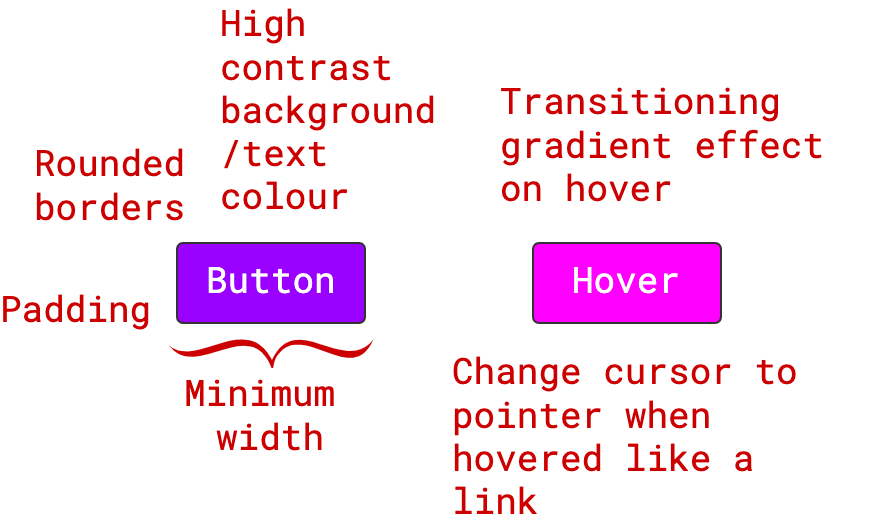 High
contrast
background
/text
colour
Rounded
borders
Padding
Button
Minimum
width
Transitioning
gradient effect
on hover
Hover
Change cursor to
pointer when
hovered like a
link